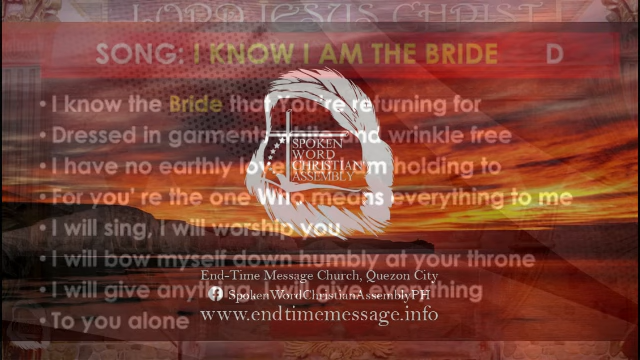 LORD JESUS CHRIST
SONG: I KNOW I AM THE BRIDE D
• I know the Bride that You're returning for
• Dressed in garments and wrinkle free
• I have no earthly holding to
• For you're the one Who means everything to me
• I will sing, I will worship you
• I will bow myself down humbly at your throne
• I will give anything, I will give everything
• To you alone
SPOKEN
WORD
CHRISTIAN
ASSEMBLY
End-Time Message Church, Quezon City
SpokenWordChristianAssemblyPH
www.endtimemessage.info